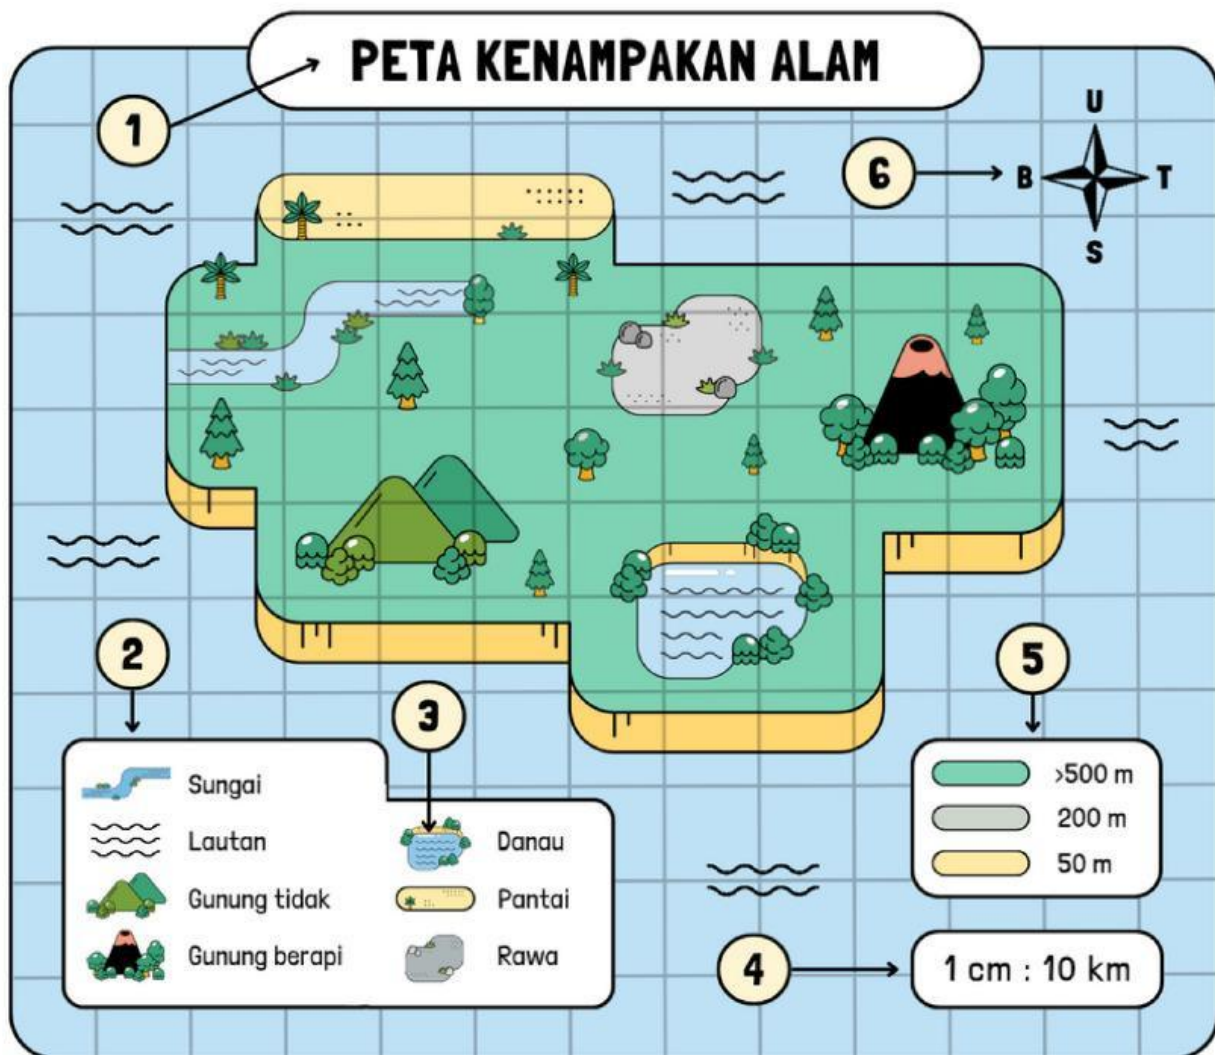 PETA KENAMPAKAN ALAM
1
U
6
B
T
S
2
3
5
Sungai
Lautan
Gunung tidak
Gunung berapi
Danau
Pantai
Rawa
>500 m
200 m
50 m
4
1 cm : 10 km